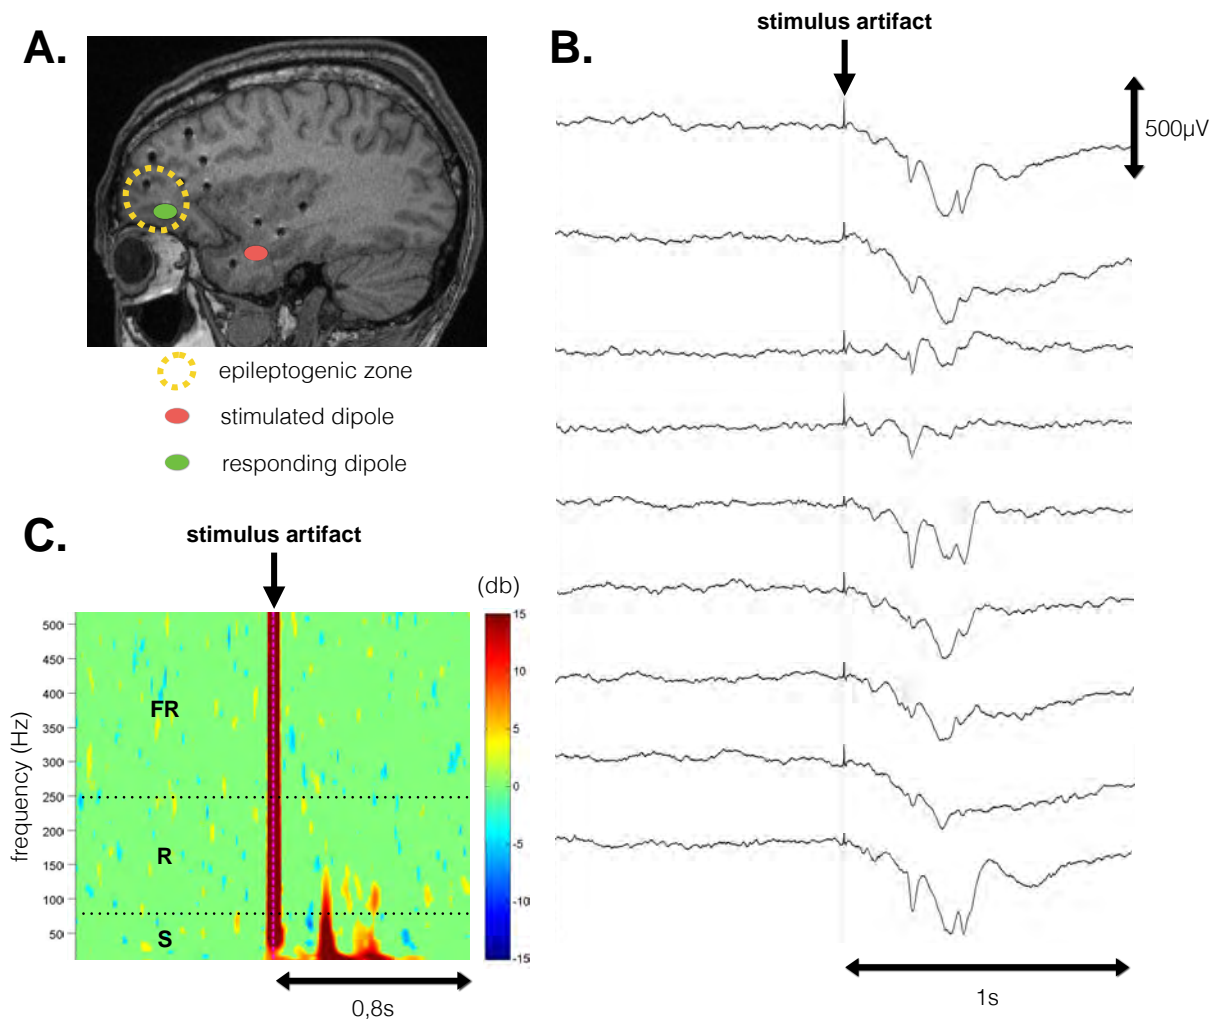 A.
epileptogenic zone
stimulated dipole
responding dipole
B.
stimulus artifact
500µV
1s
C.
stimulus artifact
(db)
frequency (Hz)
500
450
400
350
300
250
200
150
100
50
FR
R
S
15
10
5
0
-5
-10
-15
0,8s